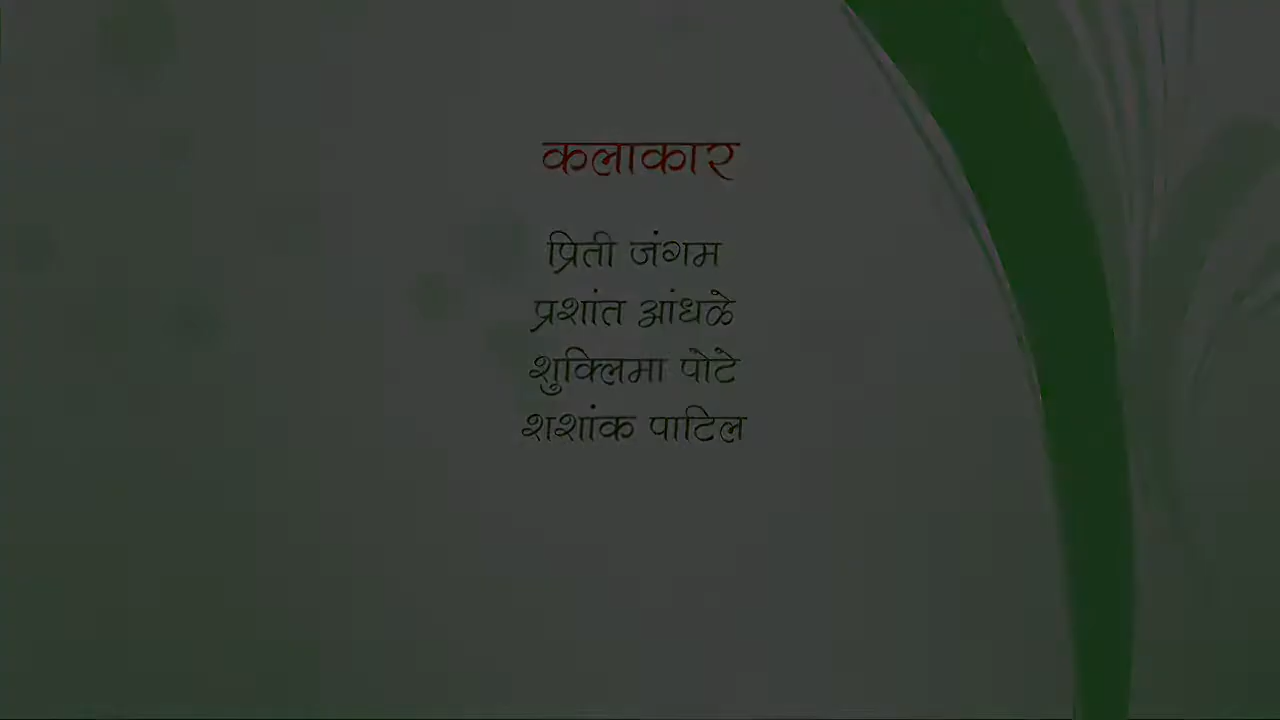 कलाकार
प्रिती जंगम
प्रशांत आंधळे
शुक्लिमा पोटे
शशांक पाटिल